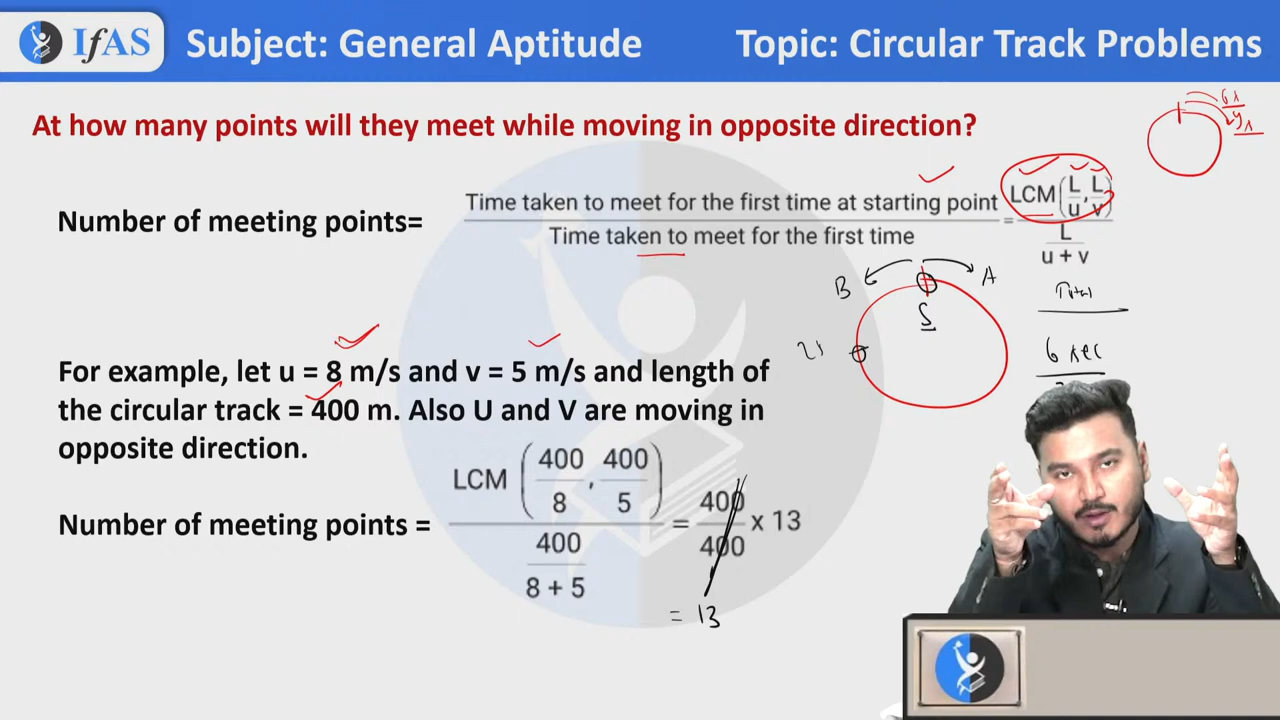 IfAS Subject: General Aptitude Topic: Circular Track Problems
At how many points will they meet while moving in opposite direction?
Number of meeting points= Time taken to meet for the first time at starting point / Time taken to meet for the first time = LCM (L/u, L/v) / L/(u + v)
B A
S
Total
6 sec
For example, let u = 8 m/s and v = 5 m/s and length of
the circular track = 400 m. Also U and V are moving in
opposite direction.
Number of meeting points = LCM (400/8, 400/5) / 400/(8 + 5) = 400/400 x 13
= 13